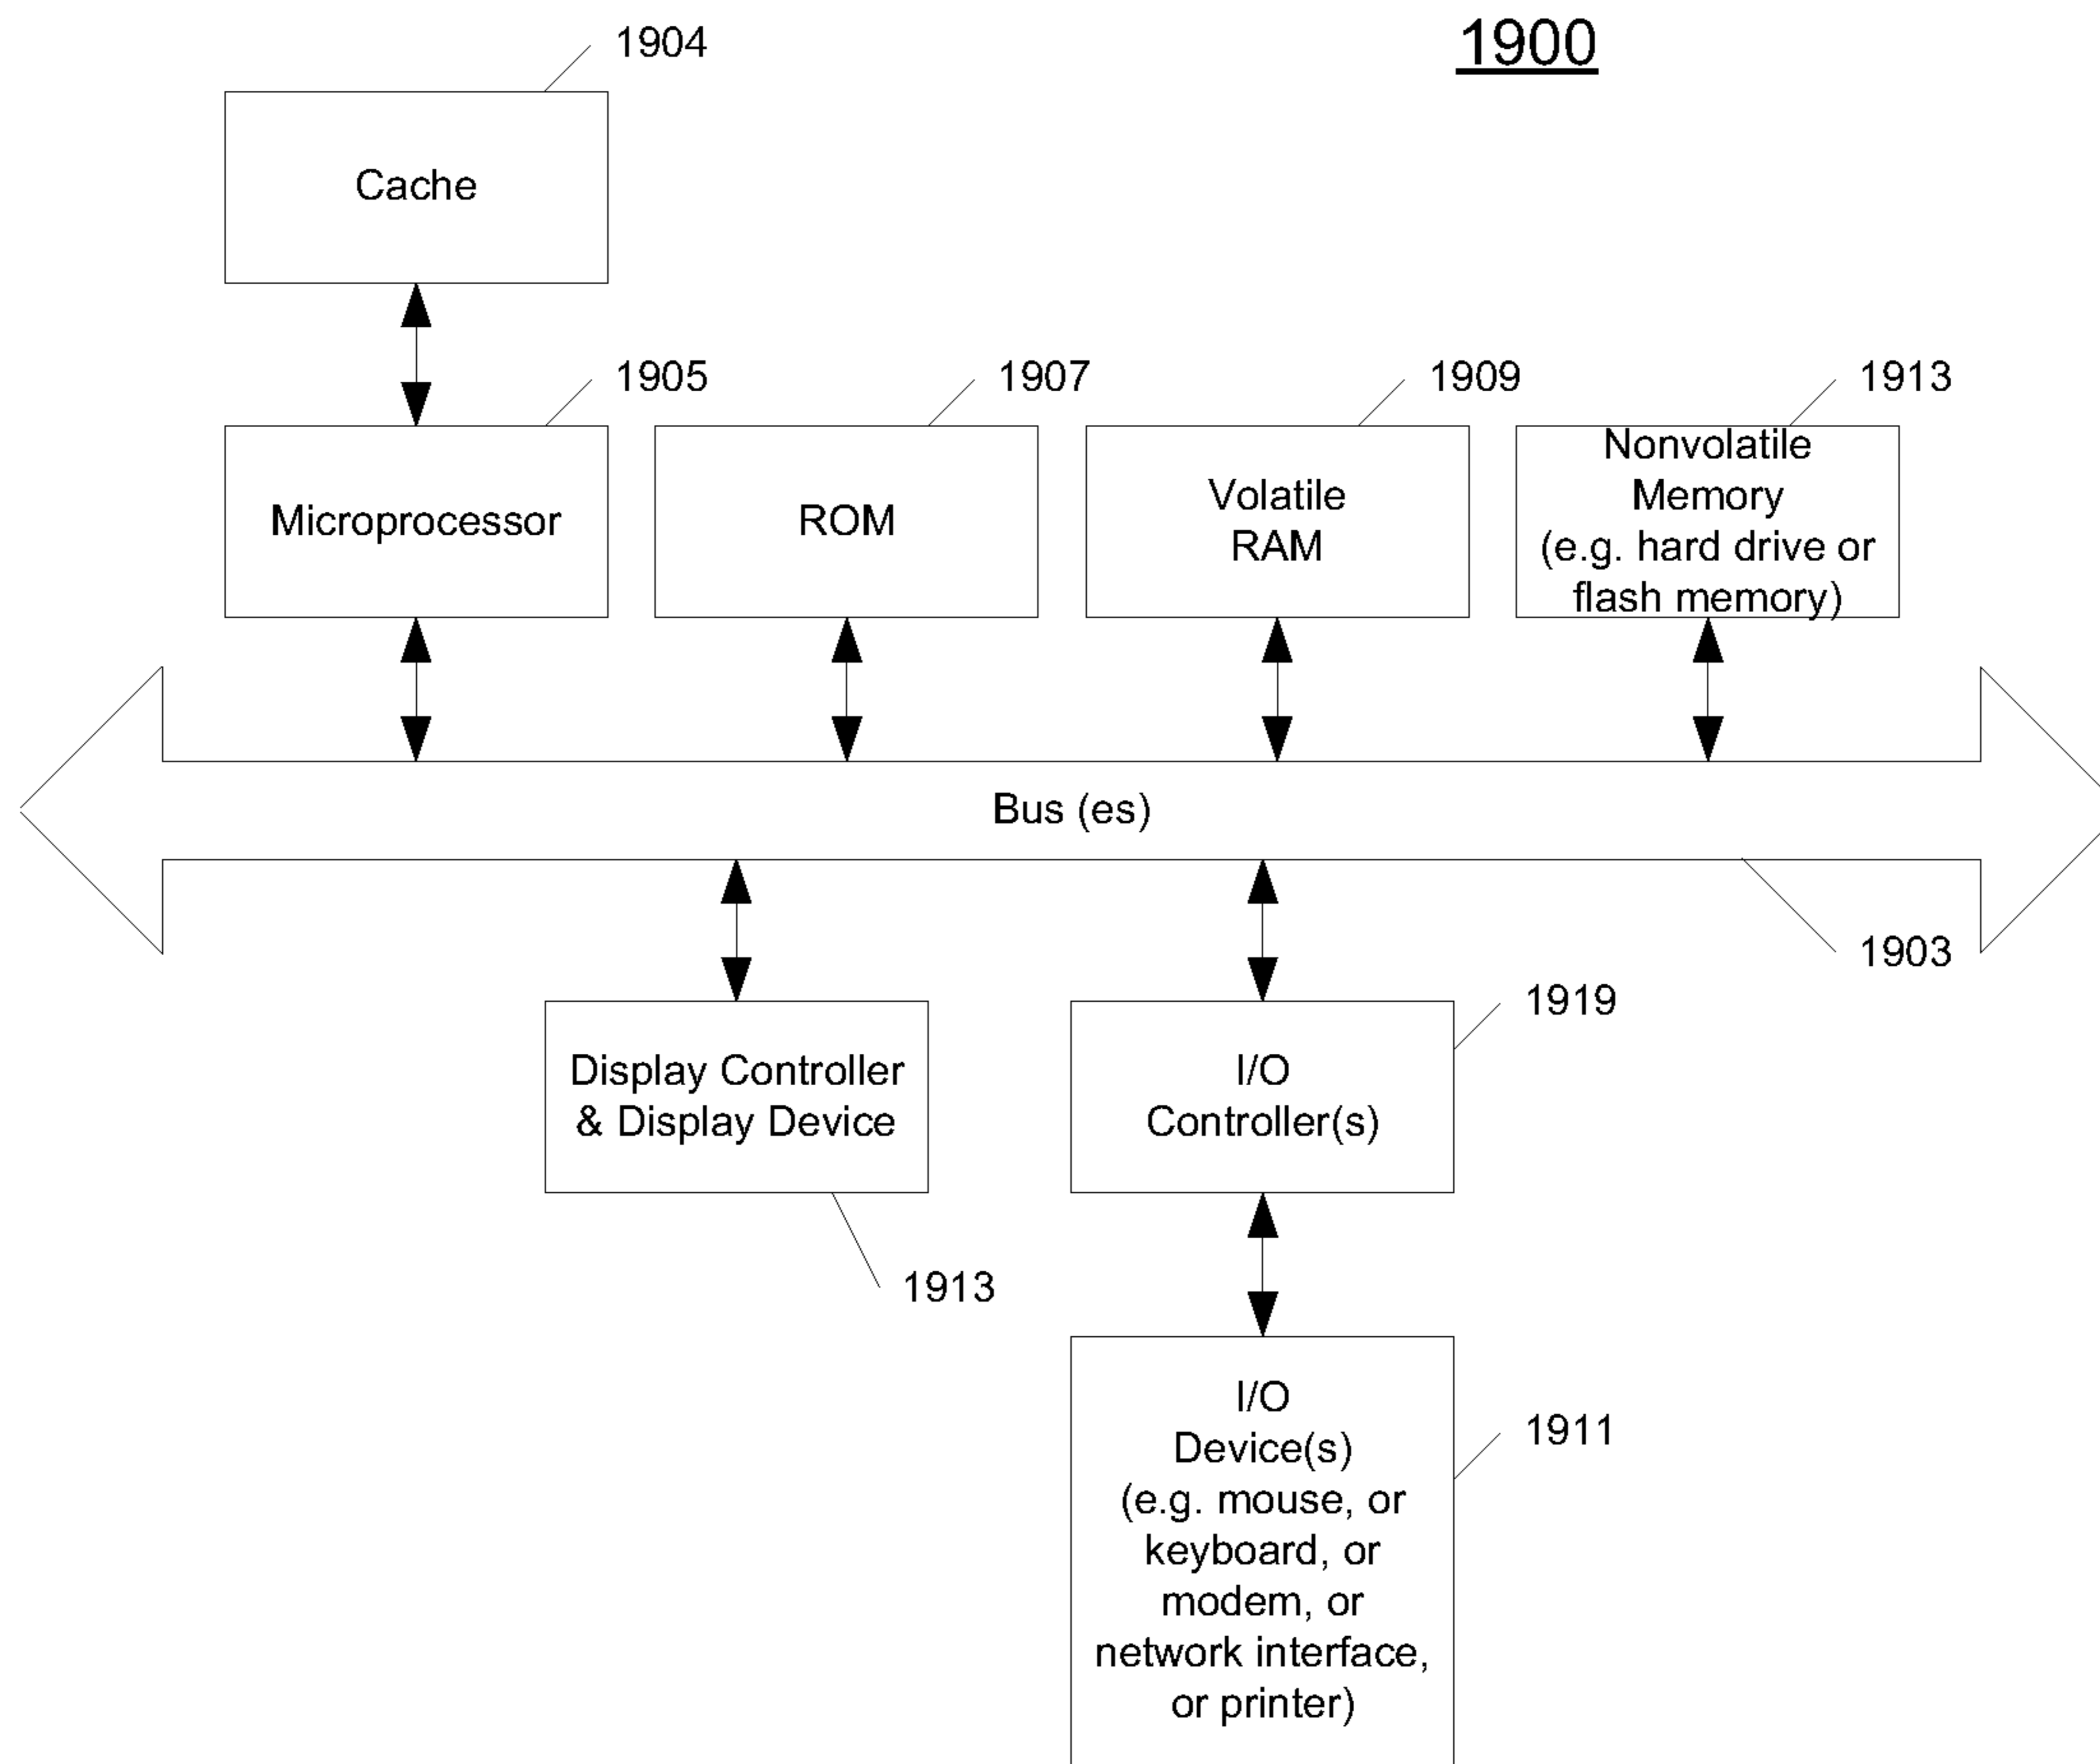 1900
1904
Cache
1905
1907
1909
1913
Microprocessor
ROM
Volatile
RAM
Nonvolatile
Memory
(e.g. hard drive or
flash memory)
Bus (es)
1903
Display Controller
& Display Device
1913
I/O
Controller(s)
1919
I/O
Device(s)
(e.g. mouse, or
keyboard, or
modem, or
network interface,
or printer)
1911